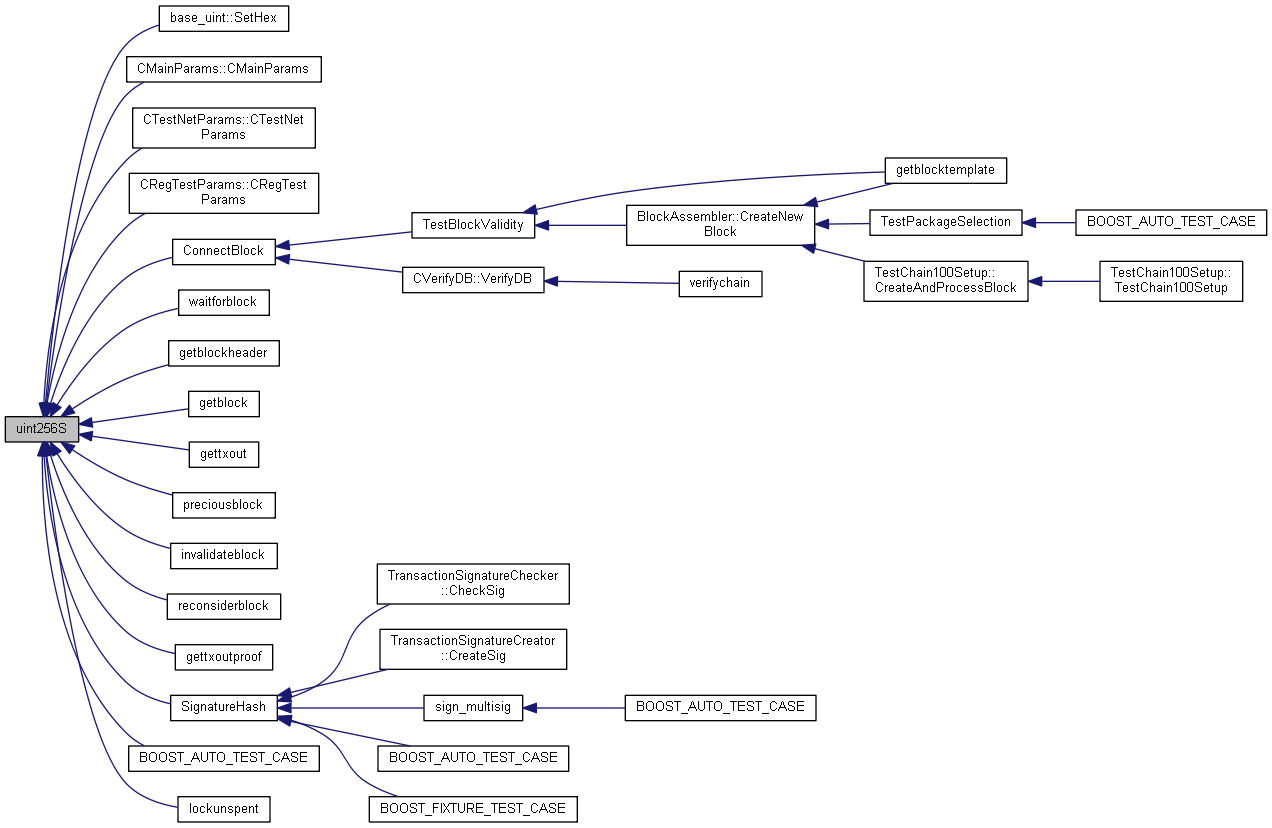 base_uint::SetHex
CMainParams::CMainParams
CTestNetParams::CTestNet
Params
CRegTestParams::CRegTest
Params
ConnectBlock
waitforblock
getblockheader
getblock
gettxout
uint256S
preciousblock
invalidateblock
reconsiderblock
gettxoutproof
SignatureHash
BOOST_AUTO_TEST_CASE
lockunspent
TestBlockValidity
CVerifyDB::VerifyDB
BlockAssembler::CreateNew
Block
verifychain
getblocktemplate
TestPackageSelection
TestChain100Setup::
CreateAndProcessBlock
BOOST_AUTO_TEST_CASE
TestChain100Setup::
TestChain100Setup
TransactionSignatureChecker
::CheckSig
TransactionSignatureCreator
::CreateSig
sign_multisig
BOOST_AUTO_TEST_CASE
BOOST_AUTO_TEST_CASE
BOOST_FIXTURE_TEST_CASE